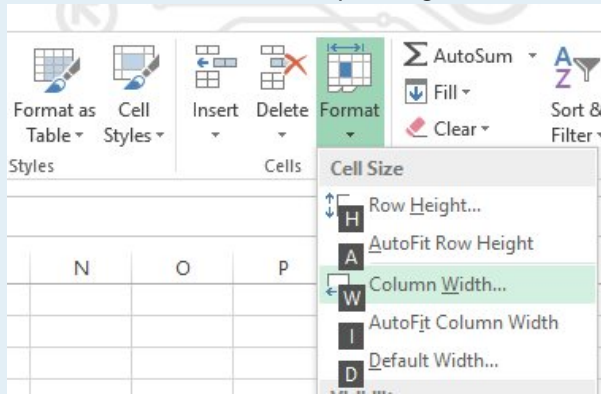 Format as Table
Cell Styles
Insert
Delete
Format
AutoSum
Fill
Clear
Sort & Filter
Styles
Cells
Cell Size
H Row Height...
A AutoFit Row Height
N O P
W Column Width...
I AutoFit Column Width
D Default Width...